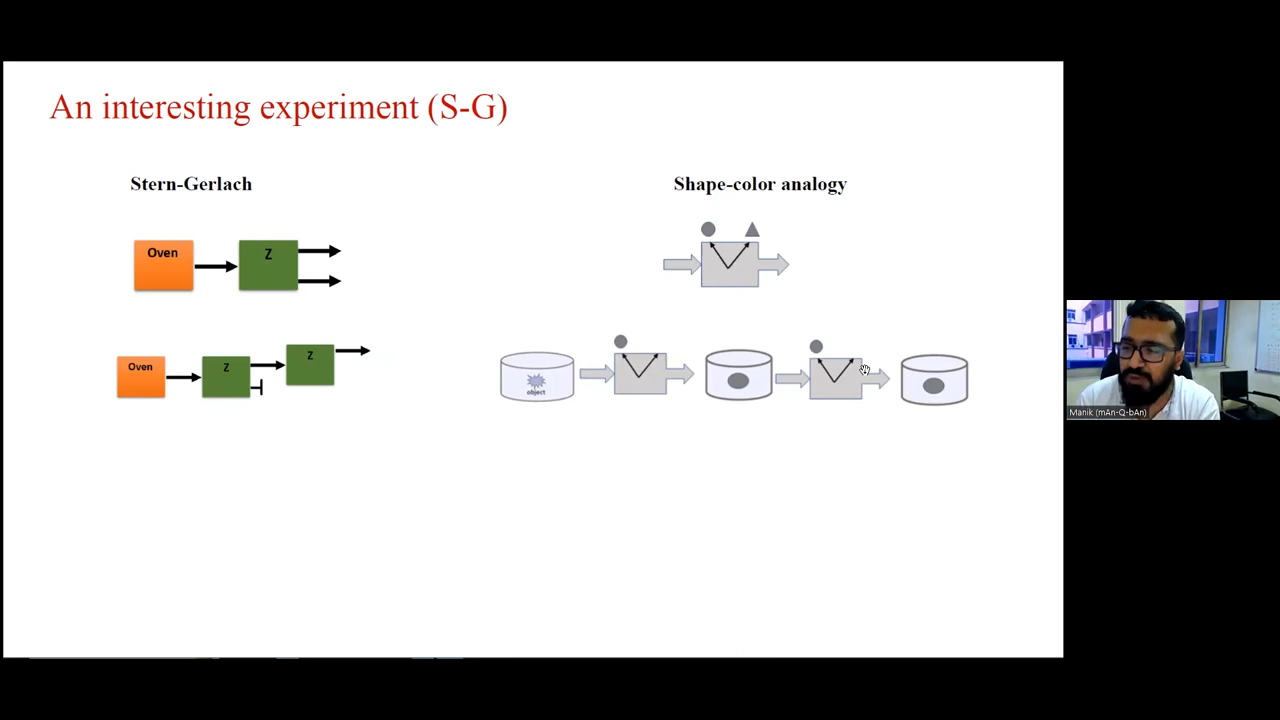 An interesting experiment (S-G)
Stern-Gerlach
Shape-color analogy
Oven
Z
Oven
Z
Z
object
Manik (mAn-Q-bAn)